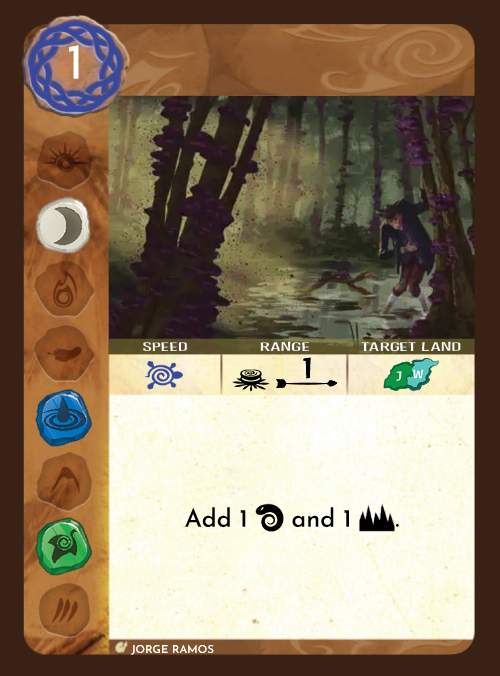 1
SPEED RANGE TARGET LAND
1 J W
Add 1 and 1 .
JORGE RAMOS